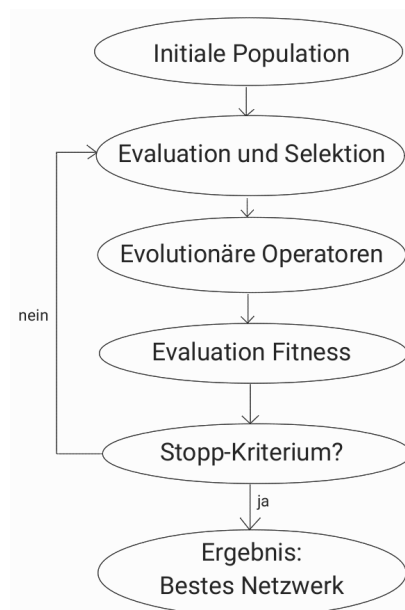 Initiale Population
Evaluation und Selektion
Evolutionäre Operatoren
nein
Evaluation Fitness
Stopp-Kriterium?
ja
Ergebnis:
Bestes Netzwerk